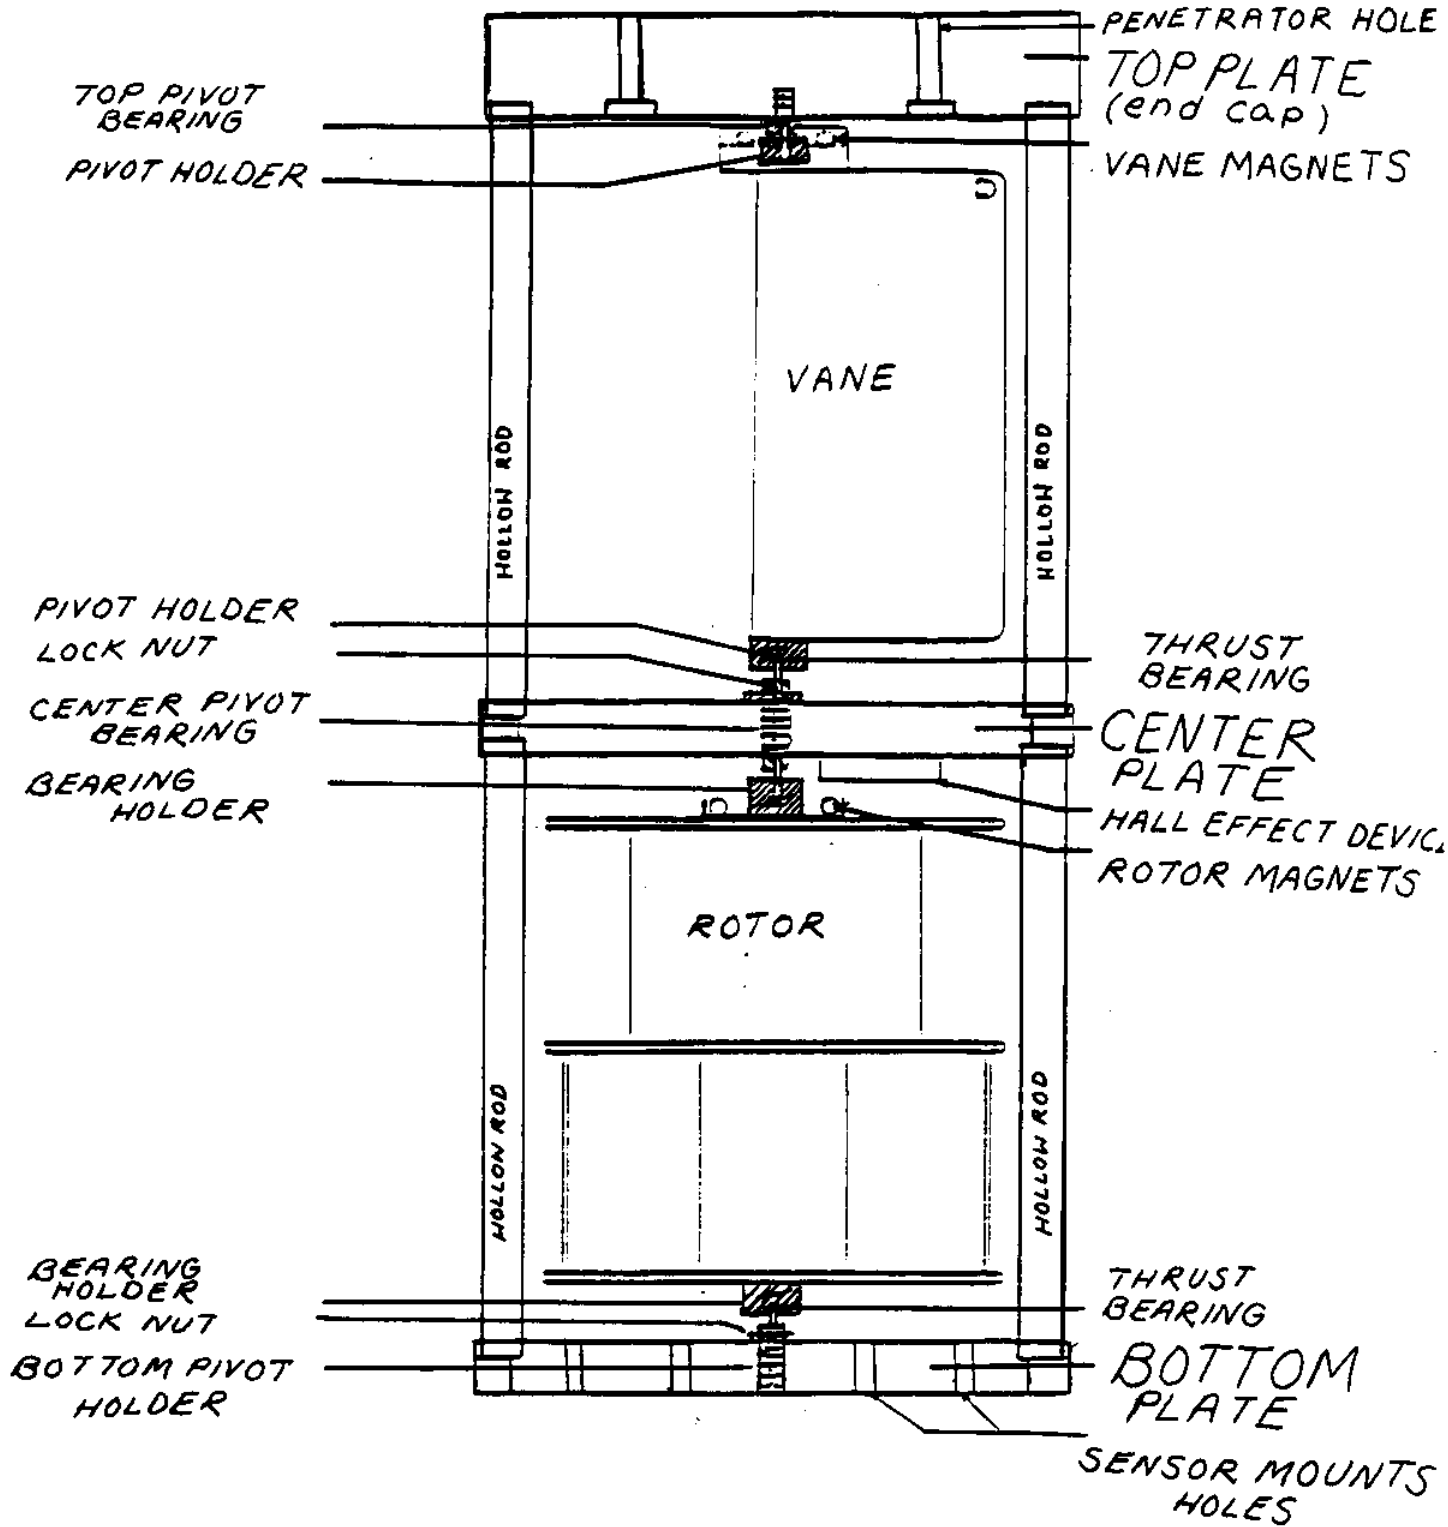 PENETRATOR HOLE
TOP PLATE
(end cap)
VANE MAGNETS
TOP PIVOT
BEARING
PIVOT HOLDER
VANE
HOLLOW ROD
HOLLOW ROD
PIVOT HOLDER
LOCK NUT
CENTER PIVOT
BEARING
BEARING
HOLDER
THRUST
BEARING
CENTER
PLATE
HALL EFFECT DEVIC
ROTOR MAGNETS
ROTOR
HOLLOW ROD
HOLLOW ROD
BEARING
HOLDER
LOCK NUT
BOTTOM PIVOT
HOLDER
THRUST
BEARING
BOTTOM
PLATE
SENSOR MOUNTS
HOLES